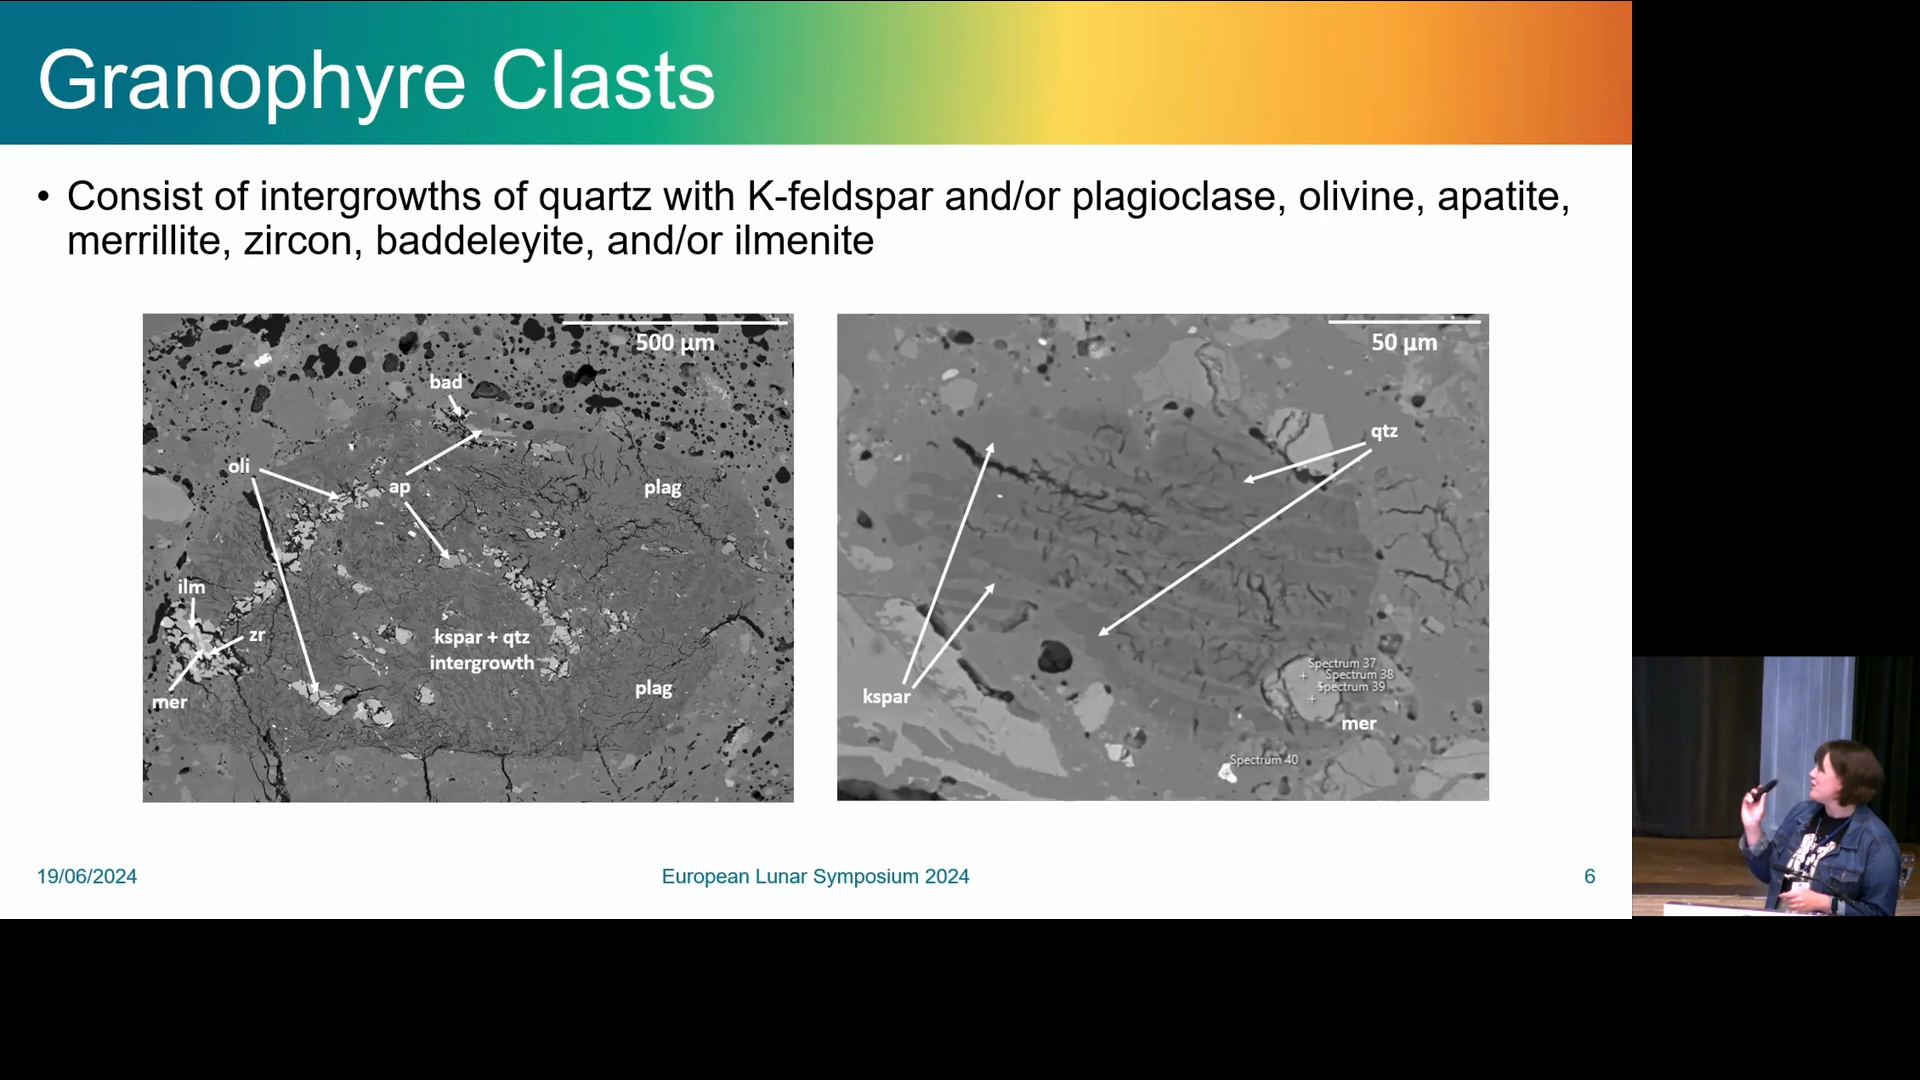 Granophyre Clasts
• Consist of intergrowths of quartz with K-feldspar and/or plagioclase, olivine, apatite,
merrillite, zircon, baddeleyite, and/or ilmenite
500 µm
bad
oli
ap
plag
ilm
zr
kspar + qtz
intergrowth
mer
plag
50 µm
qtz
kspar
Spectrum 37
Spectrum 38
Spectrum 39
mer
Spectrum 40
19/06/2024
European Lunar Symposium 2024
6